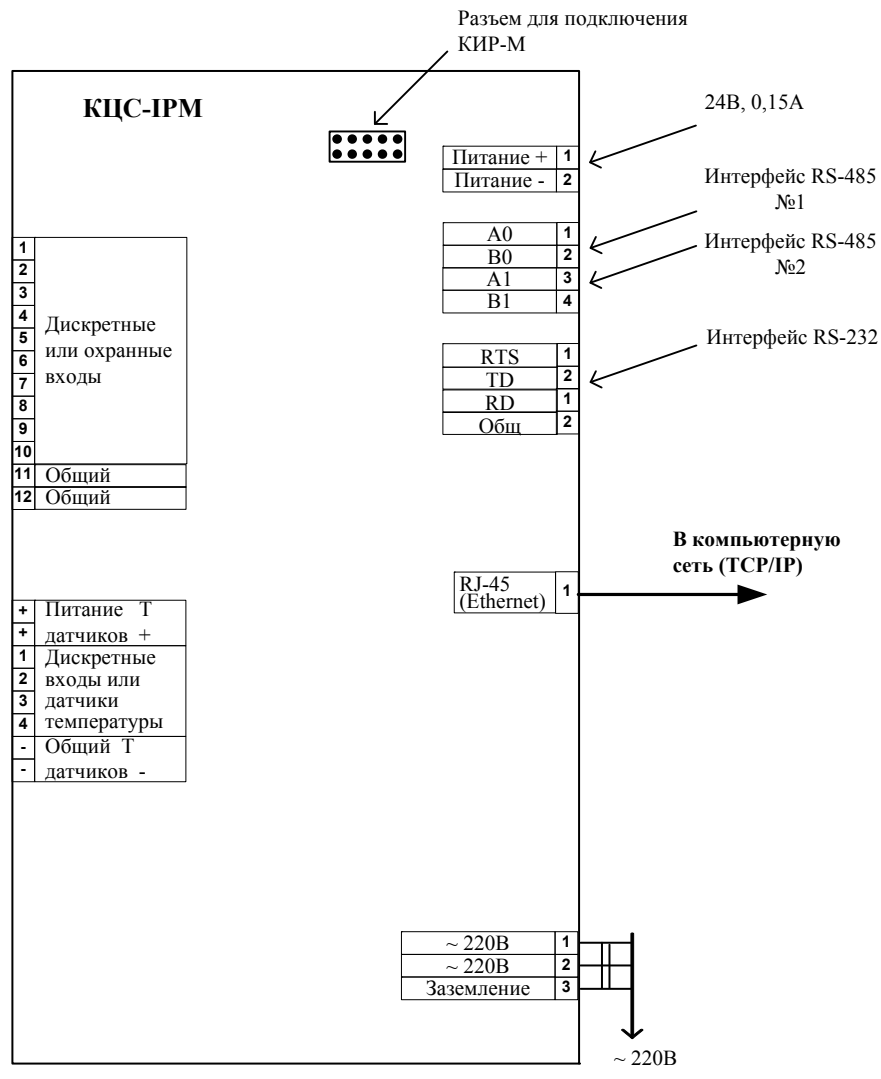 Разъем для подключения
КИР-М
КЦС-IPM
24В, 0,15А
Питание + 1
Питание - 2
Интерфейс RS-485
№1
A0 1
B0 2
A1 3
B1 4
Интерфейс RS-485
№2
1
2
3
4
5
6
7
8
9
10
Дискретные
или охранные
входы
11 Общий
12 Общий
RTS 1
TD 2
RD 1
Общ 2
Интерфейс RS-232
В компьютерную
сеть (TCP/IP)
RJ-45
(Ethernet) 1
+ Питание Т
+ датчиков +
1 Дискретные
2 входы или
3 датчики
4 температуры
- Общий Т
- датчиков -
~ 220В 1
~ 220В 2
Заземление 3
~ 220В